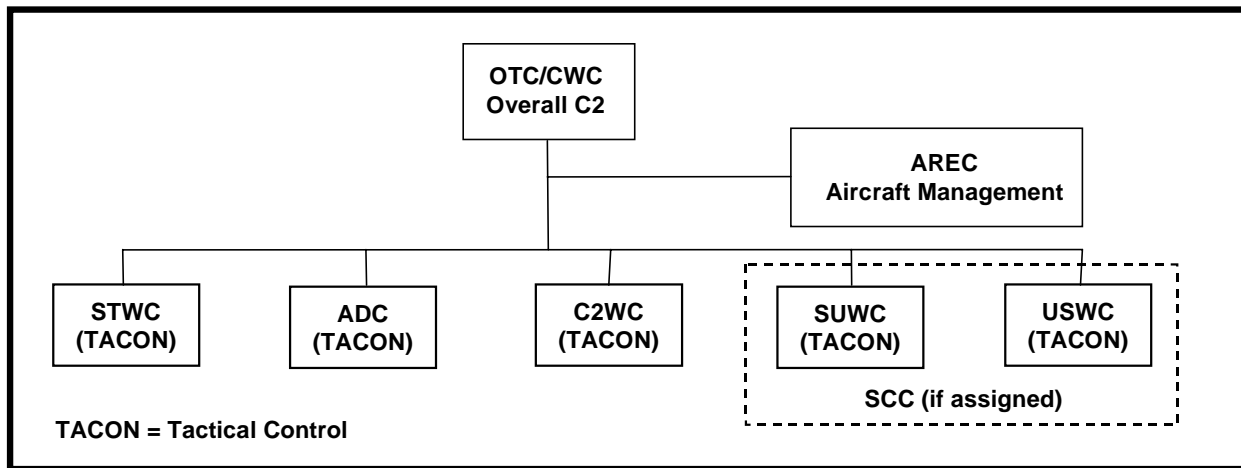 OTC/CWC
Overall C2
AREC
Aircraft Management
STWC
(TACON)
ADC
(TACON)
C2WC
(TACON)
SUWC
(TACON)
USWC
(TACON)
SCC (if assigned)
TACON = Tactical Control